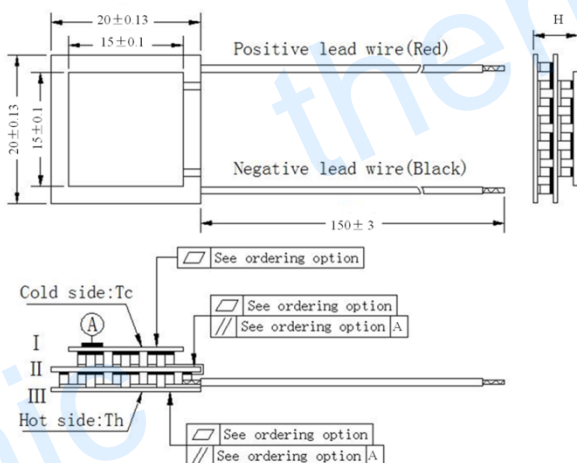 20±0.13
15±0.1
H
Positive lead wire(Red)
20±0.13
15±0.1
Negative lead wire(Black)
150±3
See ordering option
Cold side:Tc
A
See ordering option
See ordering option A
I
II
III
Hot side:Th
See ordering option
See ordering option A